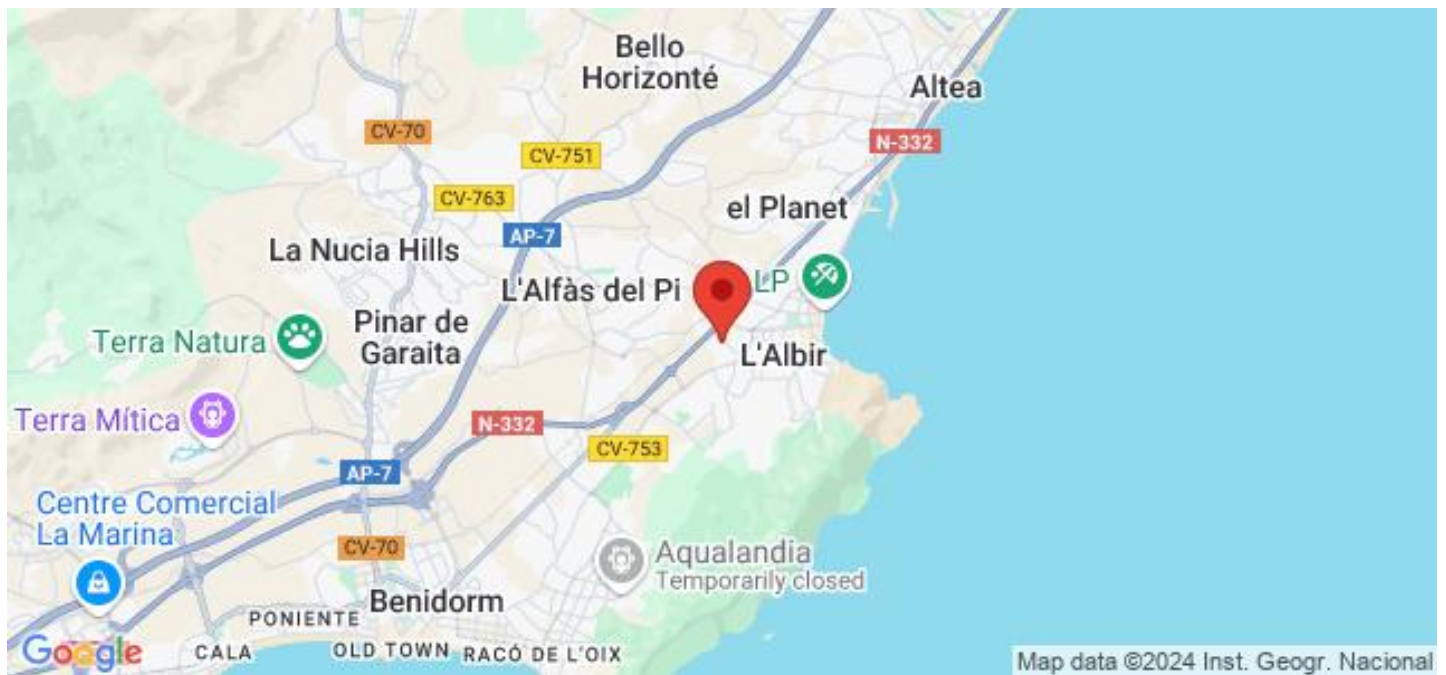 Bello
Horizonté
Altea
CV-70
N-332
CV-751
CV-763
el Planet
AP-7
La Nucia Hills
L'Alfàs del Pi
LP
Terra Natura
Pinar de
Garaita
L'Albir
Terra Mítica
N-332
CV-753
AP-7
Centre Comercial
La Marina
CV-70
Aqualandia
Temporarily closed
Benidorm
PONIENTE
Google
CALA
OLD TOWN
RACÓ DE L'OIX
Map data ©2024 Inst. Geogr. Nacional